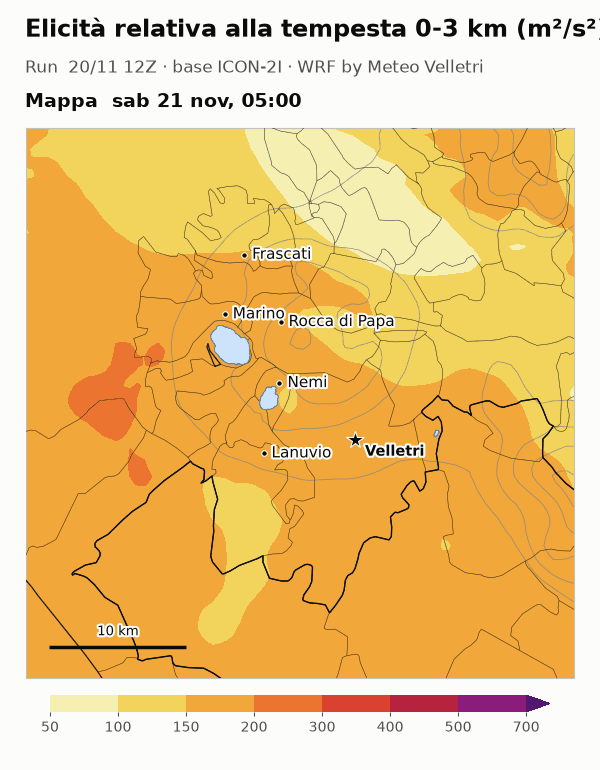 Elicità relativa alla tempesta 0-3 km (m²/s²)
Run 20/11 12Z · base ICON-2I · WRF by Meteo Velletri
Mappa sab 21 nov, 05:00
Frascati
Marino
Rocca di Papa
Nemi
Velletri
Lanuvio
10 km
50 100 150 200 300 400 500 700